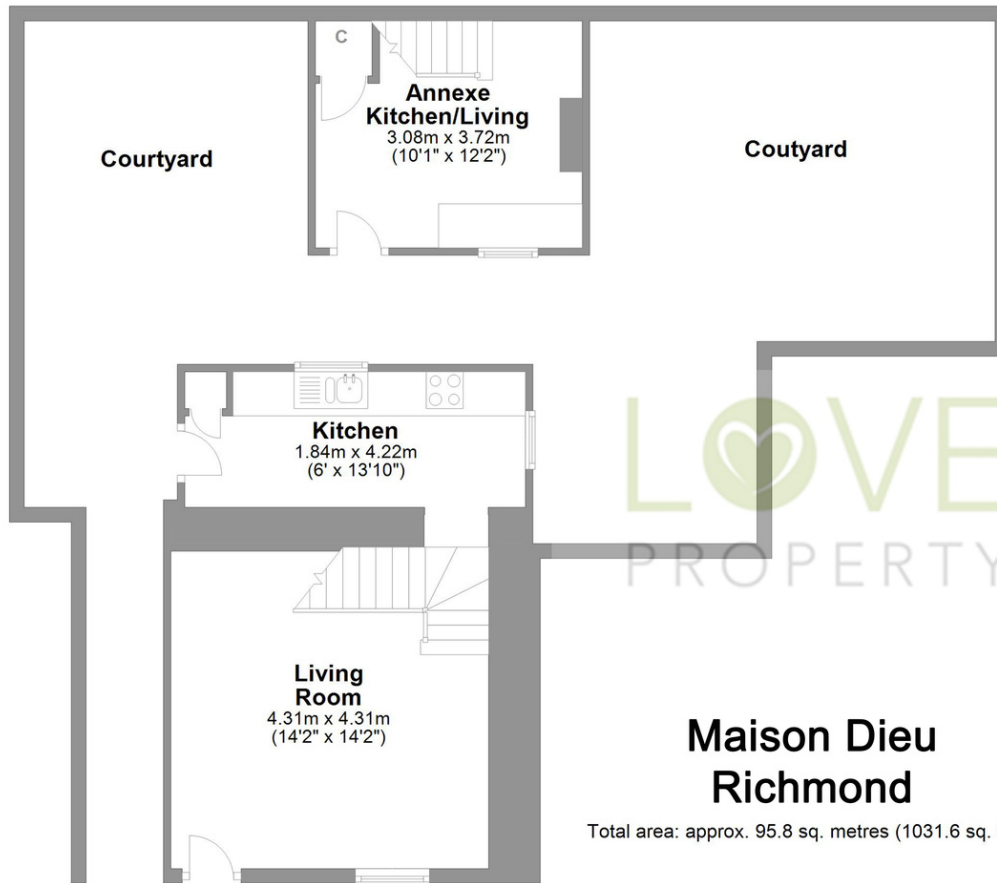 C
Annexe
Kitchen/Living
3.08m x 3.72m
(10'1" x 12'2")
Courtyard
Coutyard
Kitchen
1.84m x 4.22m
(6' x 13'10")
LOVE
PROPERTY
Living
Room
4.31m x 4.31m
(14'2" x 14'2")
Maison Dieu
Richmond
Total area: approx. 95.8 sq. metres (1031.6 sq.